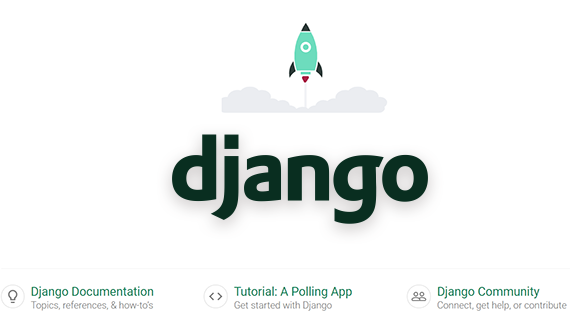 django
Django Documentation
Topics, references, & how-to's
Tutorial: A Polling App
Get started with Django
Django Community
Connect, get help, or contribute